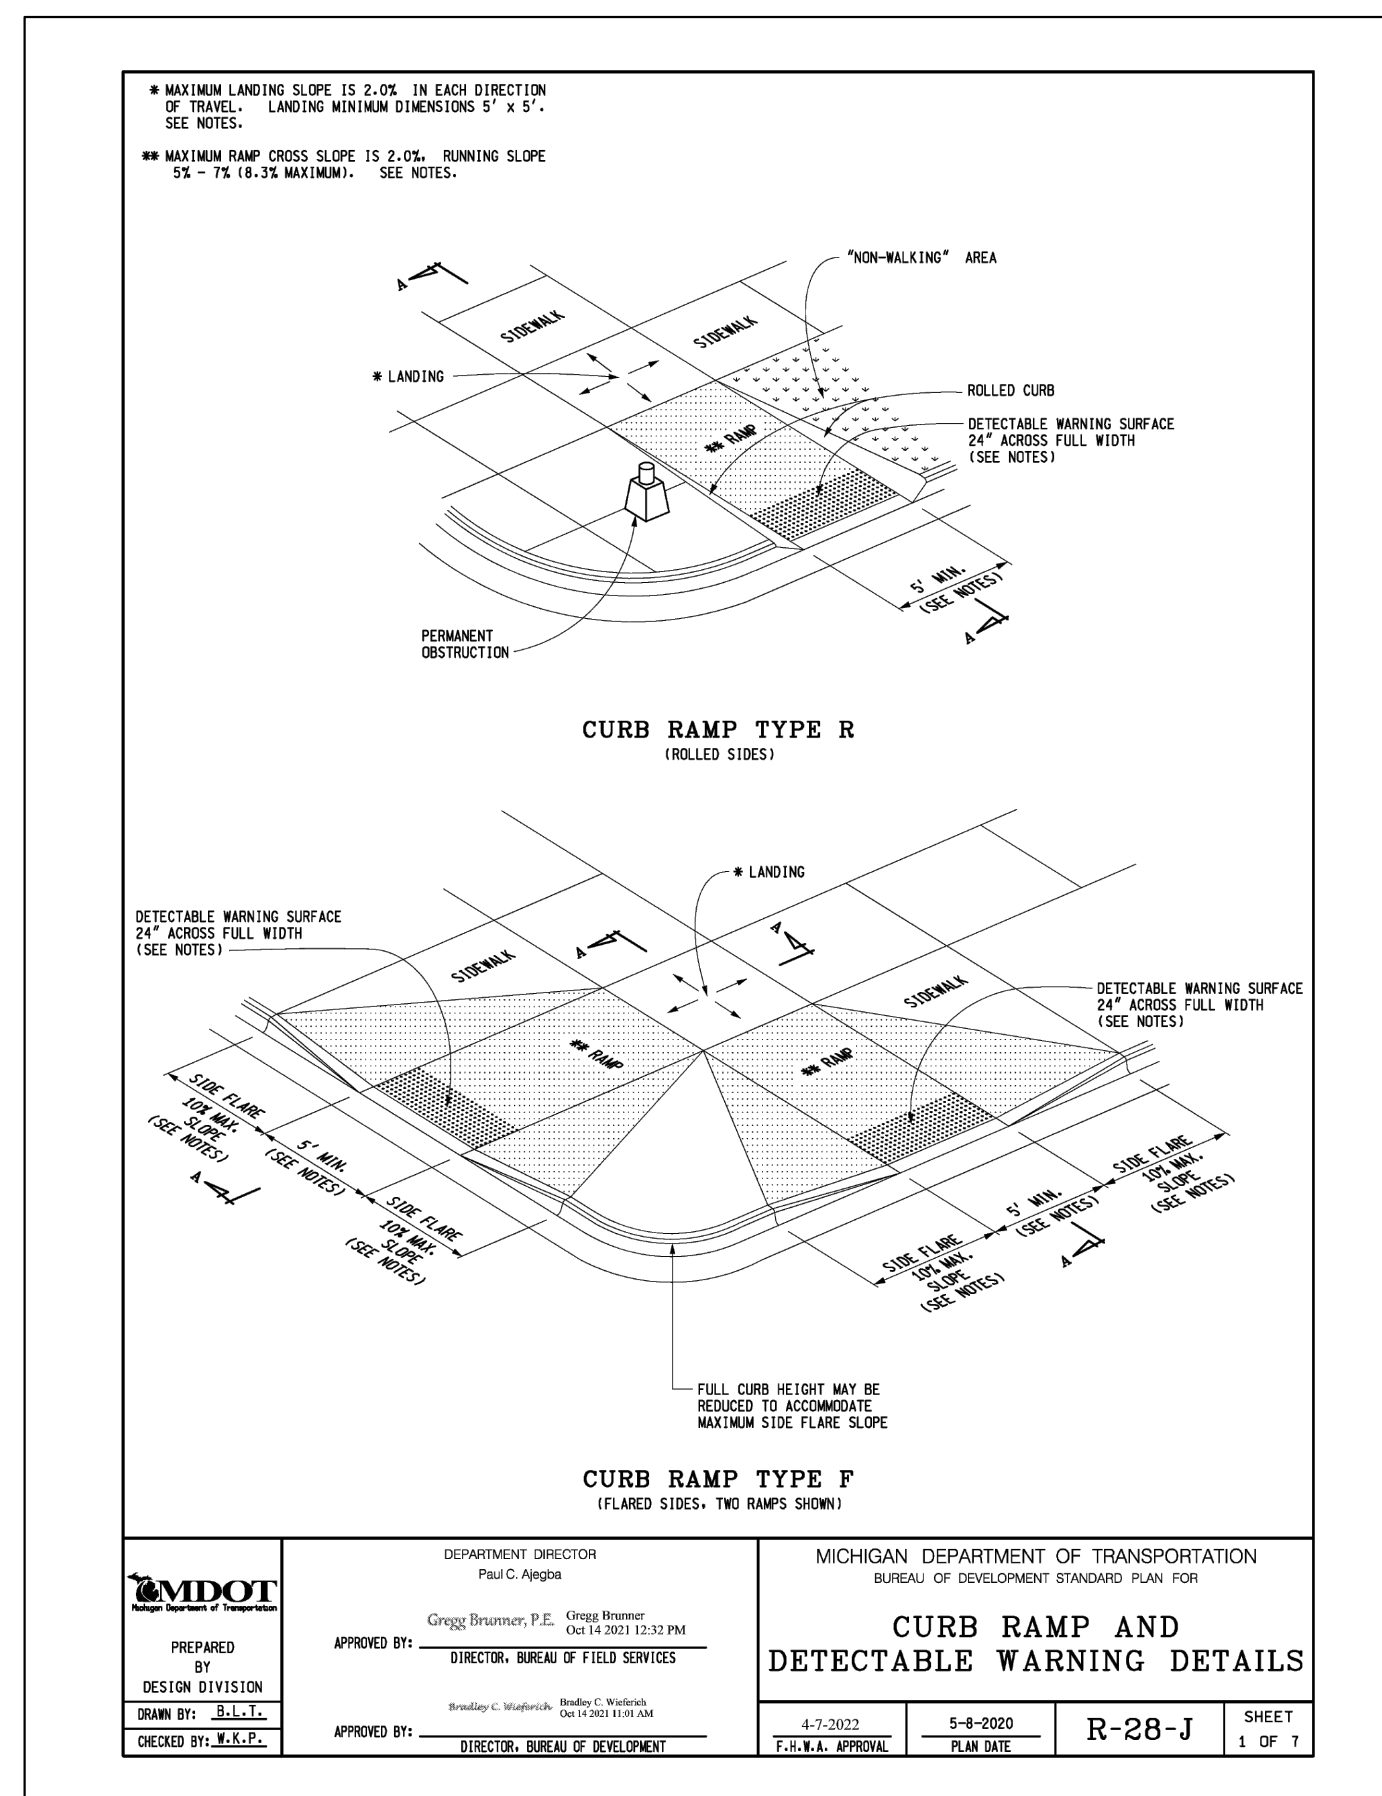 * MAXIMUM LANDING SLOPE IS 2.0% IN EACH DIRECTION
OF TRAVEL. LANDING MINIMUM DIMENSIONS 5' x 5'.
SEE NOTES.
** MAXIMUM RAMP CROSS SLOPE IS 2.0%, RUNNING SLOPE
5% - 7% (8.3% MAXIMUM). SEE NOTES.
"NON-WALKING" AREA
A
SIDEWALK
SIDEWALK
* LANDING
ROLLED CURB
DETECTABLE WARNING SURFACE
24" ACROSS FULL WIDTH
(SEE NOTES)
** RAMP
5' MIN.
(SEE NOTES)
A
PERMANENT
OBSTRUCTION
CURB RAMP TYPE R
(ROLLED SIDES)
* LANDING
DETECTABLE WARNING SURFACE
24" ACROSS FULL WIDTH
(SEE NOTES)
A
A
SIDEWALK
SIDEWALK
DETECTABLE WARNING SURFACE
24" ACROSS FULL WIDTH
(SEE NOTES)
** RAMP
** RAMP
SIDE FLARE
10% MAX.
SLOPE
(SEE NOTES)
5' MIN.
(SEE NOTES)
A
SIDE FLARE
10% MAX.
SLOPE
(SEE NOTES)
SIDE FLARE
10% MAX.
SLOPE
(SEE NOTES)
5' MIN.
(SEE NOTES)
A
SIDE FLARE
10% MAX.
SLOPE
(SEE NOTES)
FULL CURB HEIGHT MAY BE
REDUCED TO ACCOMMODATE
MAXIMUM SIDE FLARE SLOPE
CURB RAMP TYPE F
(FLARED SIDES, TWO RAMPS SHOWN)
MDOT
Michigan Department of Transportation
PREPARED
BY
DESIGN DIVISION
DRAWN BY: B.L.T.
CHECKED BY: W.K.P.
DEPARTMENT DIRECTOR
Paul C. Ajegba
Gregg Brunner, P.E.
Gregg Brunner
Oct 14 2021 12:32 PM
APPROVED BY:
DIRECTOR, BUREAU OF FIELD SERVICES
Bradley C. Wieferich
Bradley C. Wieferich
Oct 14 2021 11:01 AM
APPROVED BY:
DIRECTOR, BUREAU OF DEVELOPMENT
MICHIGAN DEPARTMENT OF TRANSPORTATION
BUREAU OF DEVELOPMENT STANDARD PLAN FOR
CURB RAMP AND
DETECTABLE WARNING DETAILS
4-7-2022
F.H.W.A. APPROVAL
5-8-2020
PLAN DATE
R-28-J
SHEET
1 OF 7